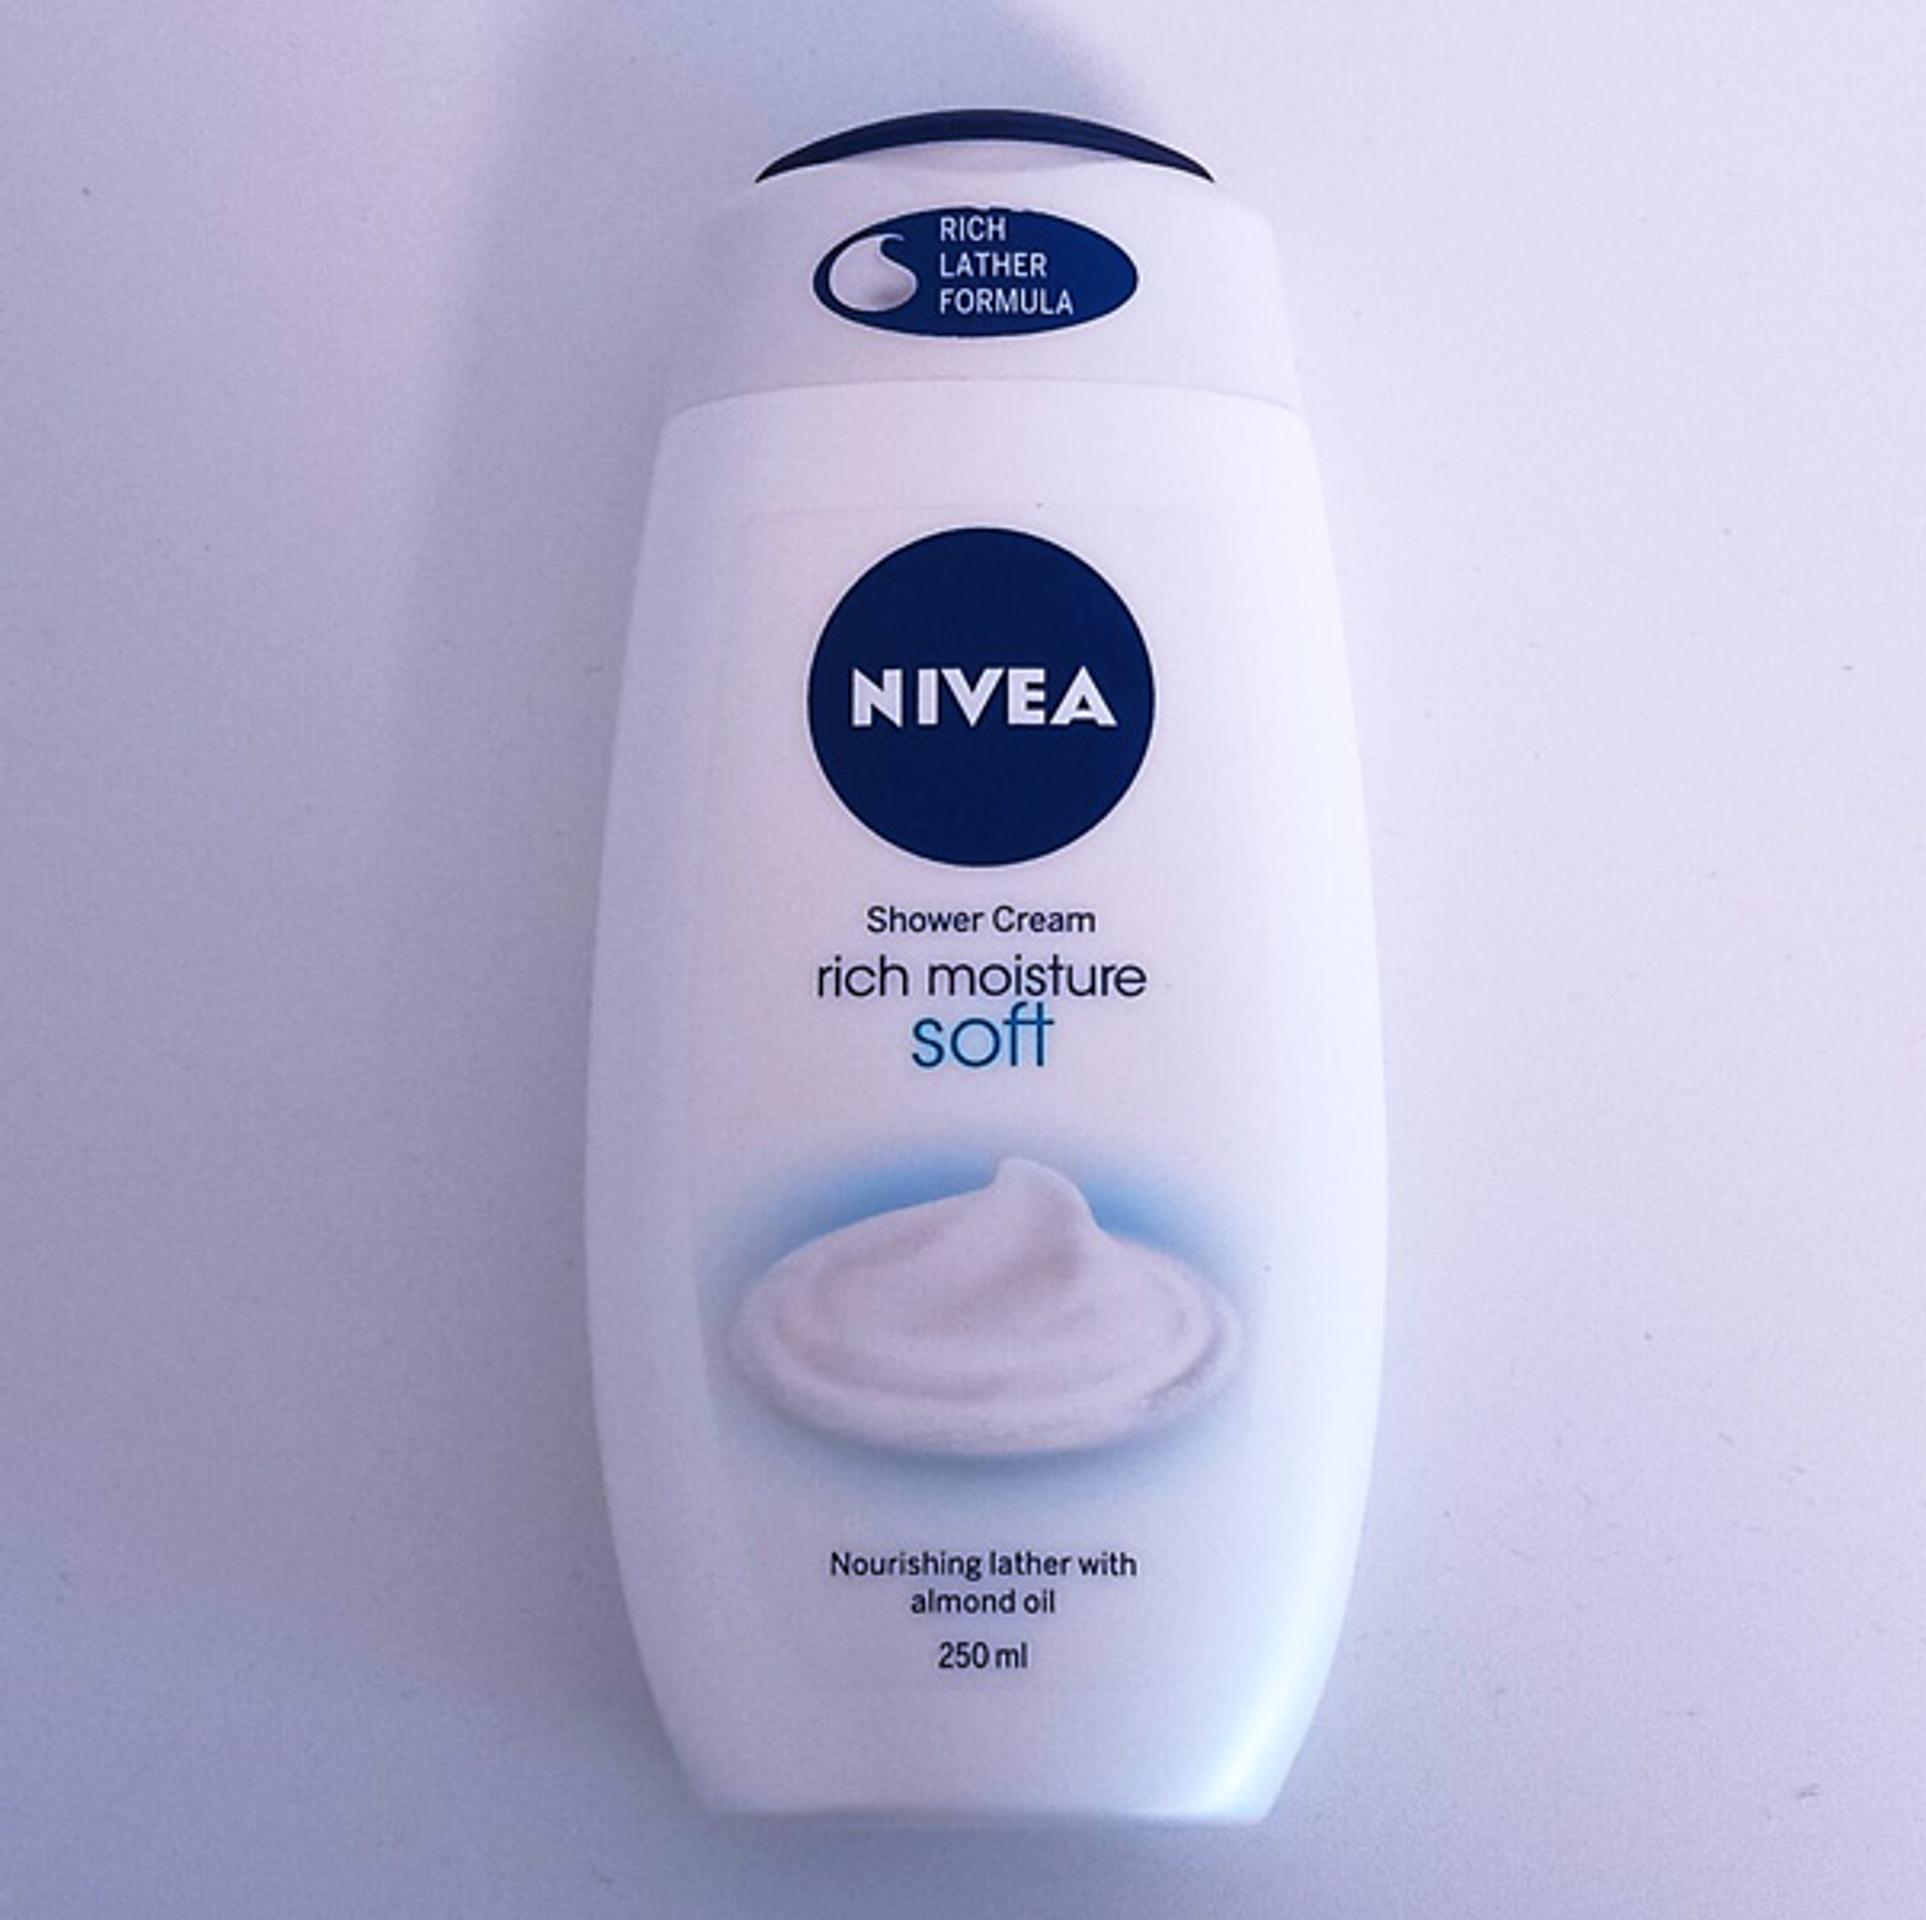 RICH
LATHER
FORMULA
NIVEA
Shower Cream
rich moisture
soft
Nourishing lather with
almond oil
250 ml